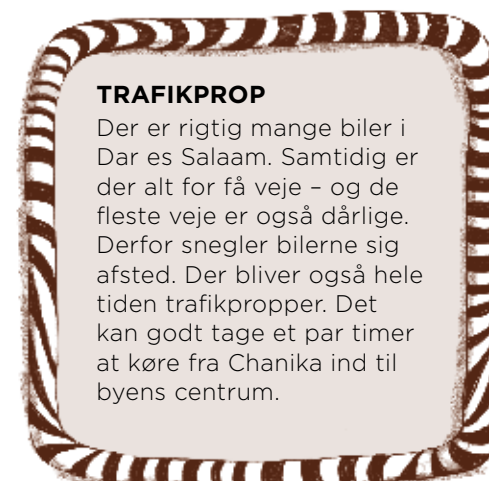 TRAFIKPROP
Der er rigtig mange biler i
Dar es Salaam. Samtidig er
der alt for få veje – og de
fleste veje er også dårlige.
Derfor snegler bilerne sig
afsted. Der bliver også hele
tiden trafikpropper. Det
kan godt tage et par timer
at køre fra Chanika ind til
byens centrum.